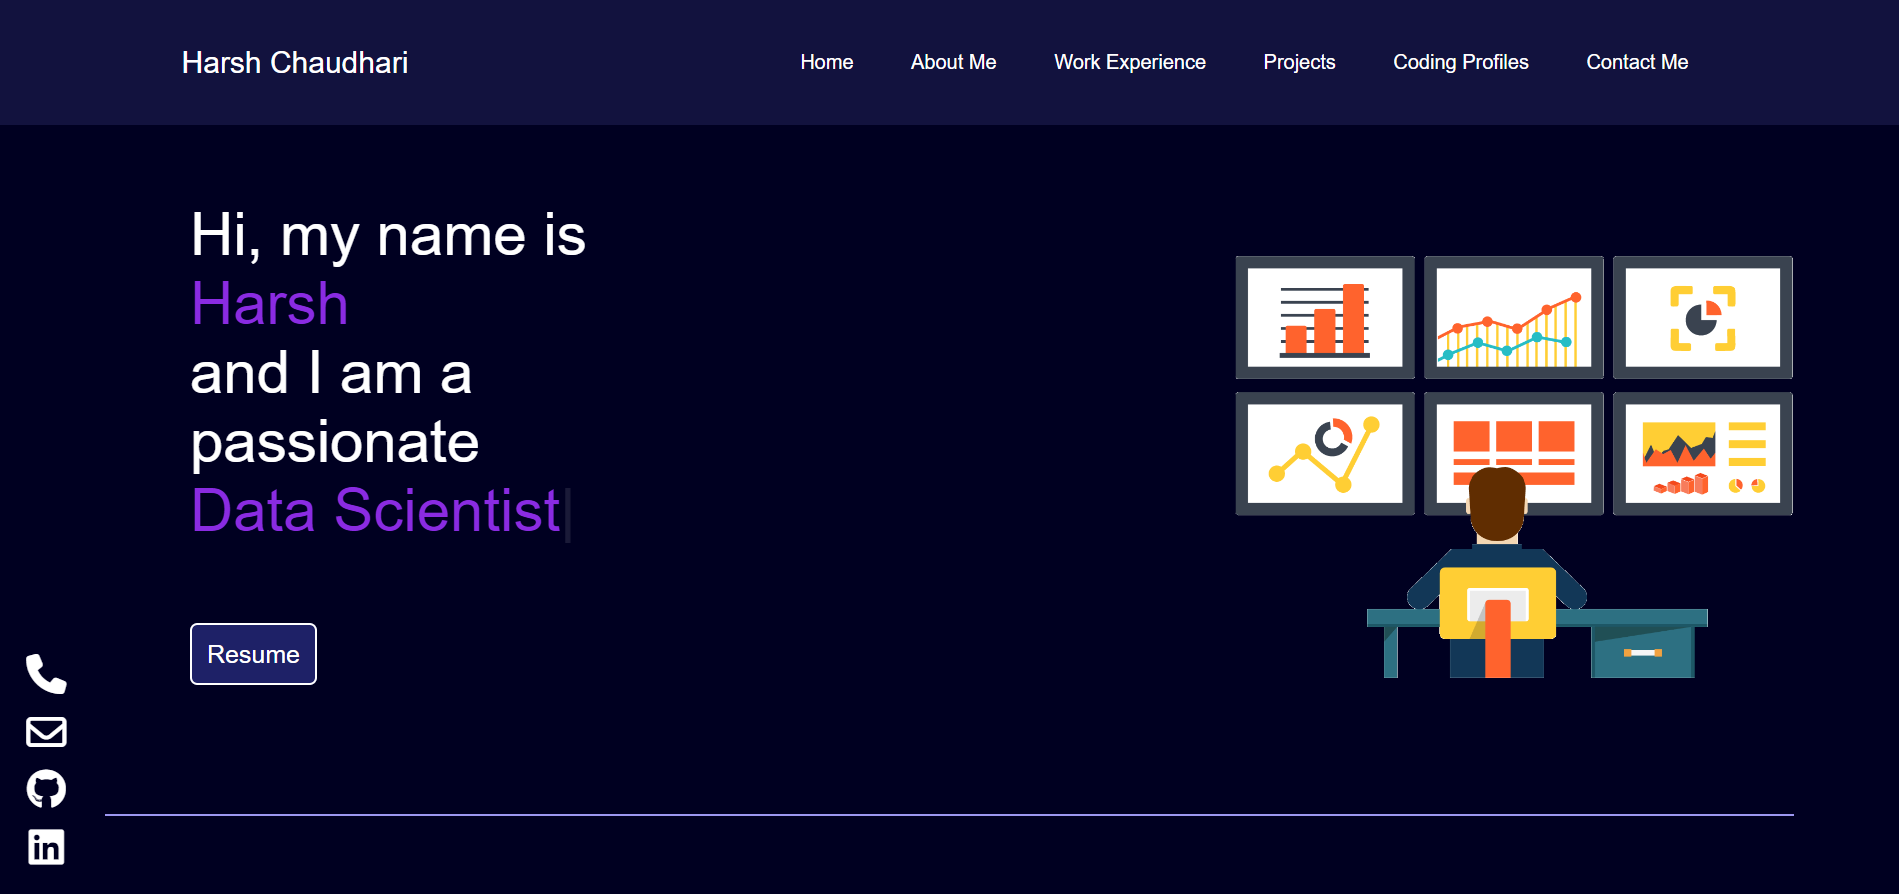 Harsh Chaudhari
Home About Me Work Experience Projects Coding Profiles Contact Me
Hi, my name is
Harsh
and I am a
passionate
Data Scientist
Resume
in